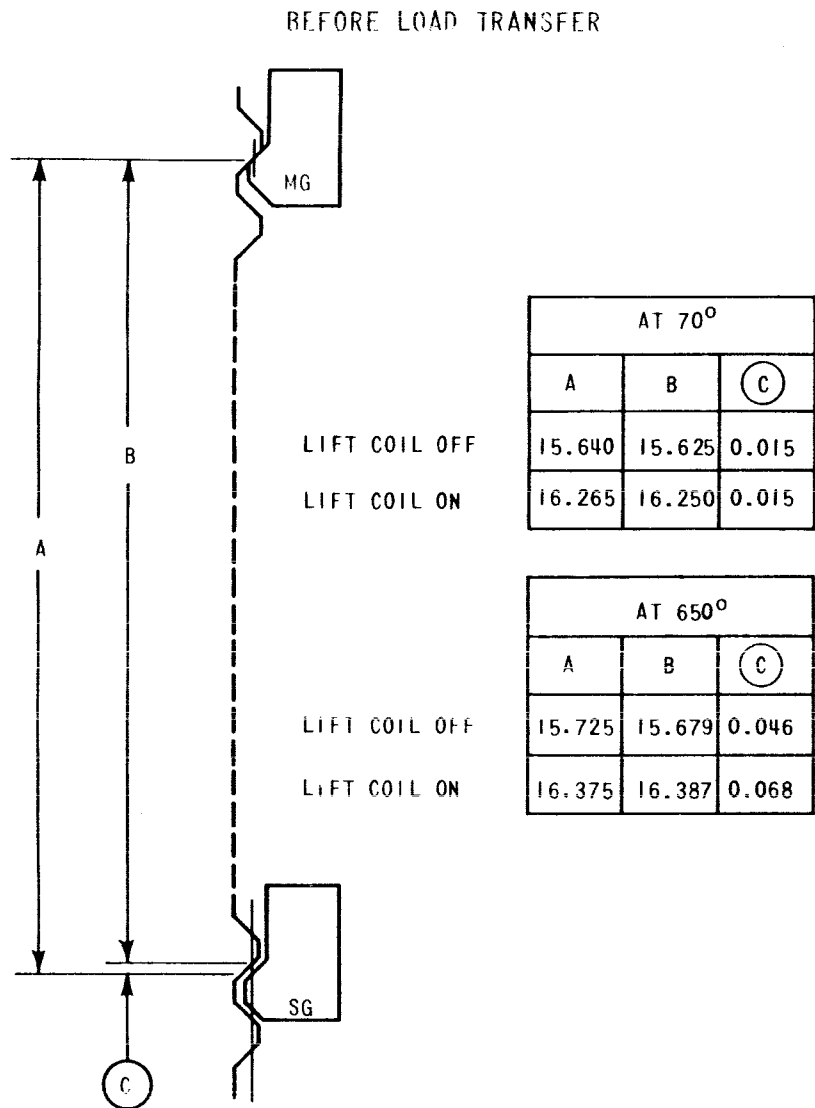 BEFORE LOAD TRANSFER
MG
AT 70°
A B C
B
LIFT COIL OFF 15.640 15.625 0.015
LIFT COIL ON 16.265 16.250 0.015
A
AT 650°
A B C
LIFT COIL OFF 15.725 15.679 0.046
LIFT COIL ON 16.375 16.387 0.068
SG
C